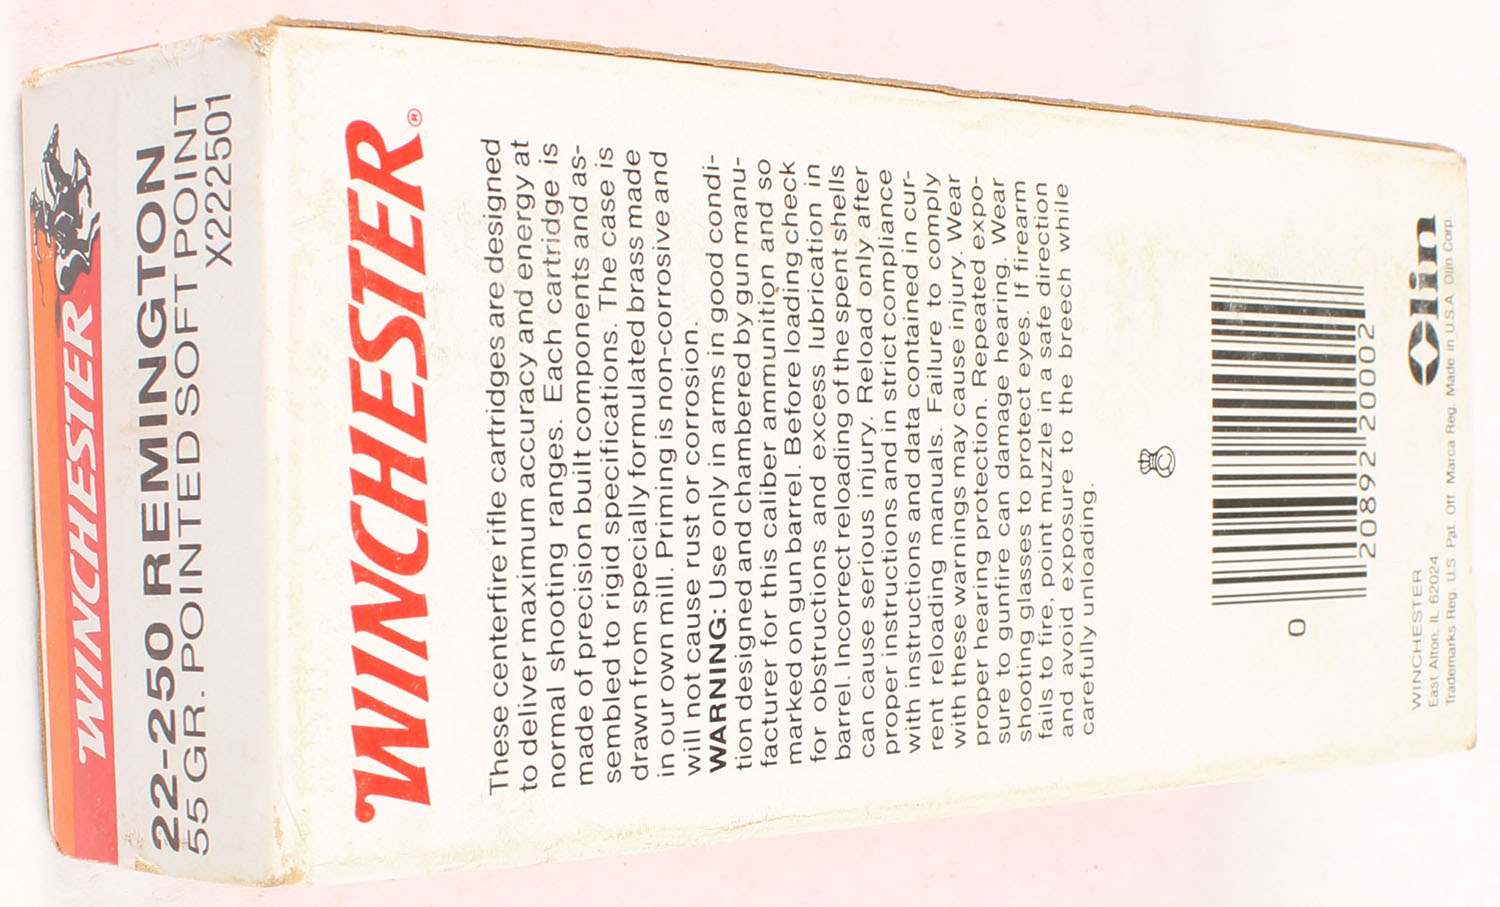 WINCHESTER
22-250 REMINGTON
55 GR. POINTED SOFT POINT
X222501
WINCHESTER®
These centerfire rifle cartridges are designed
to deliver maximum accuracy and energy at
normal shooting ranges. Each cartridge is
made of precision built components and as-
sembled to rigid specifications. The case is
drawn from specially formulated brass made
in our own mill. Priming is non-corrosive and
will not cause rust or corrosion.
WARNING: Use only in arms in good condi-
tion designed and chambered by gun manu-
facturer for this caliber ammunition and so
marked on gun barrel. Before loading check
for obstructions and excess lubrication in
barrel. Incorrect reloading of the spent shells
can cause serious injury. Reload only after
proper instructions and in strict compliance
with instructions and data contained in cur-
rent reloading manuals. Failure to comply
with these warnings may cause injury. Wear
proper hearing protection. Repeated expo-
sure to gunfire can damage hearing. Wear
shooting glasses to protect eyes. If firearm
fails to fire, point muzzle in a safe direction
and avoid exposure to the breech while
carefully unloading.
0 2089220002
WINCHESTER
East Alton, IL 62024
Olin
Trademarks Reg. U.S. Pat. Off. Marca Reg. Made in U.S.A. Olin Corp.